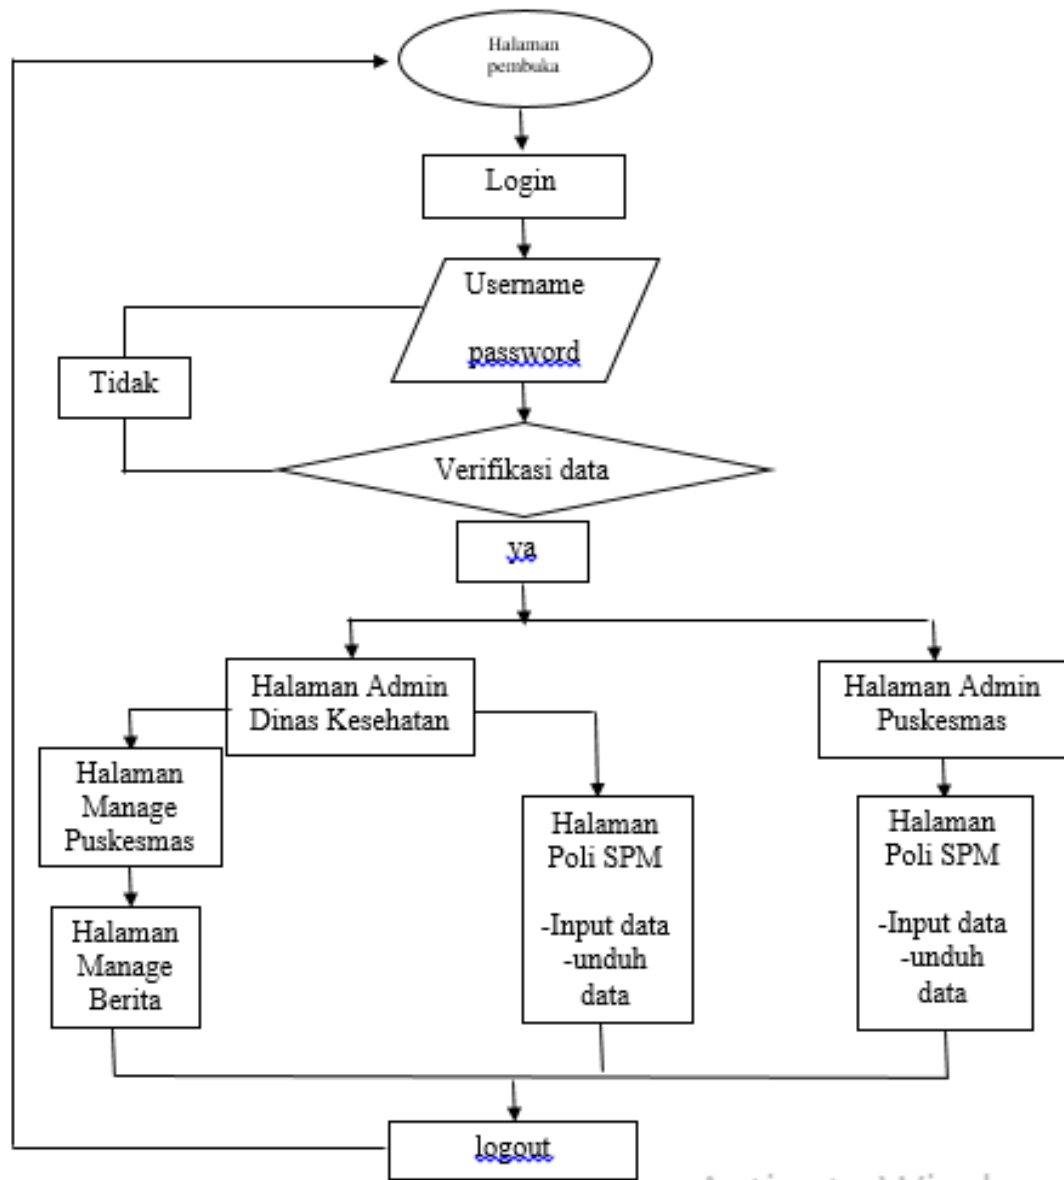 Halaman
pembuka
Login
Username
password
Tidak
Verifikasi data
ya
Halaman Admin
Dinas Kesehatan
Halaman Admin
Puskesmas
Halaman
Manage
Puskesmas
Halaman
Poli SPM
-Input data
-unduh
data
Halaman
Poli SPM
-Input data
-unduh
data
Halaman
Manage
Berita
logout